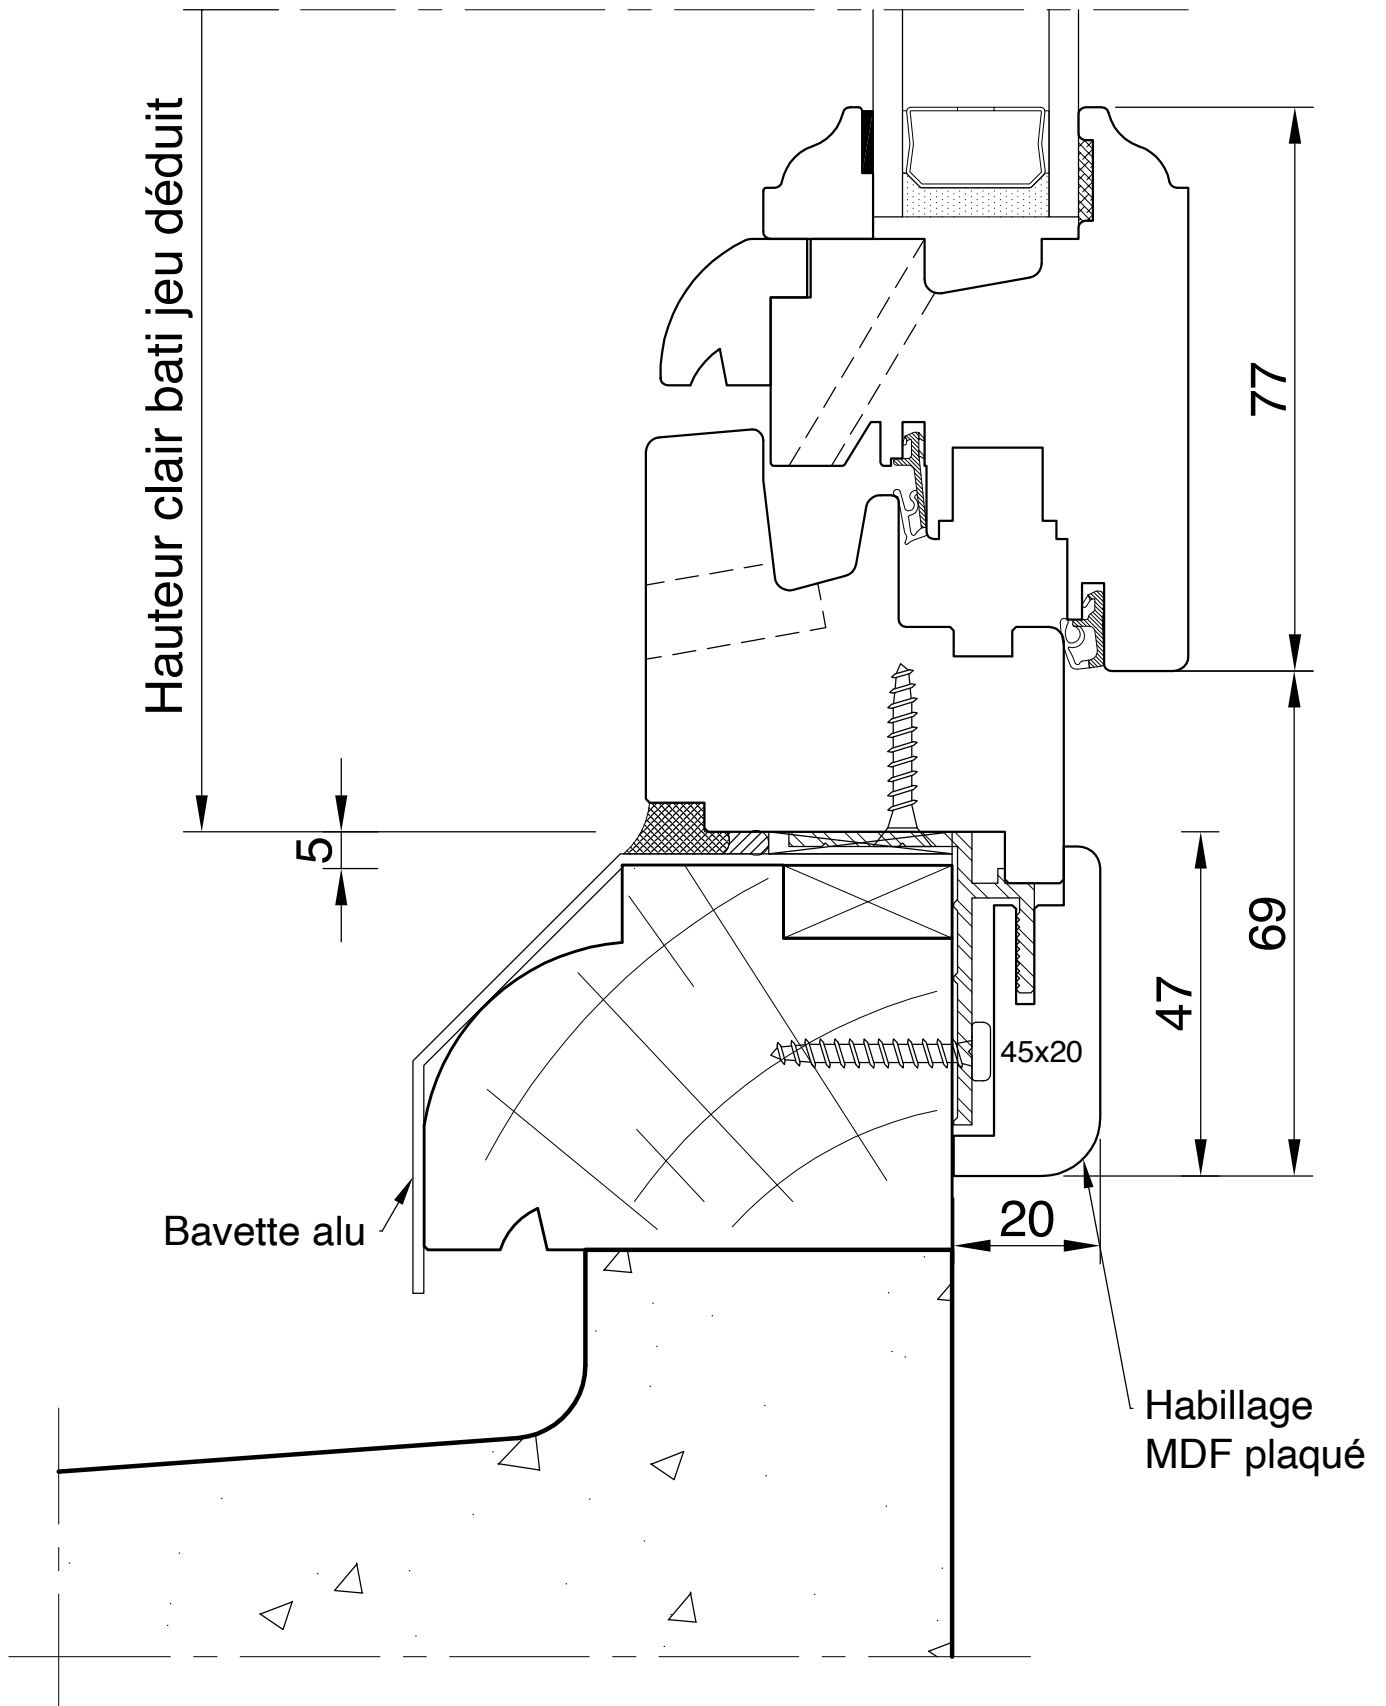 Hauteur clair bati jeu déduit
77
5
69
47
45x20
20
Bavette alu
Habillage
MDF plaqué